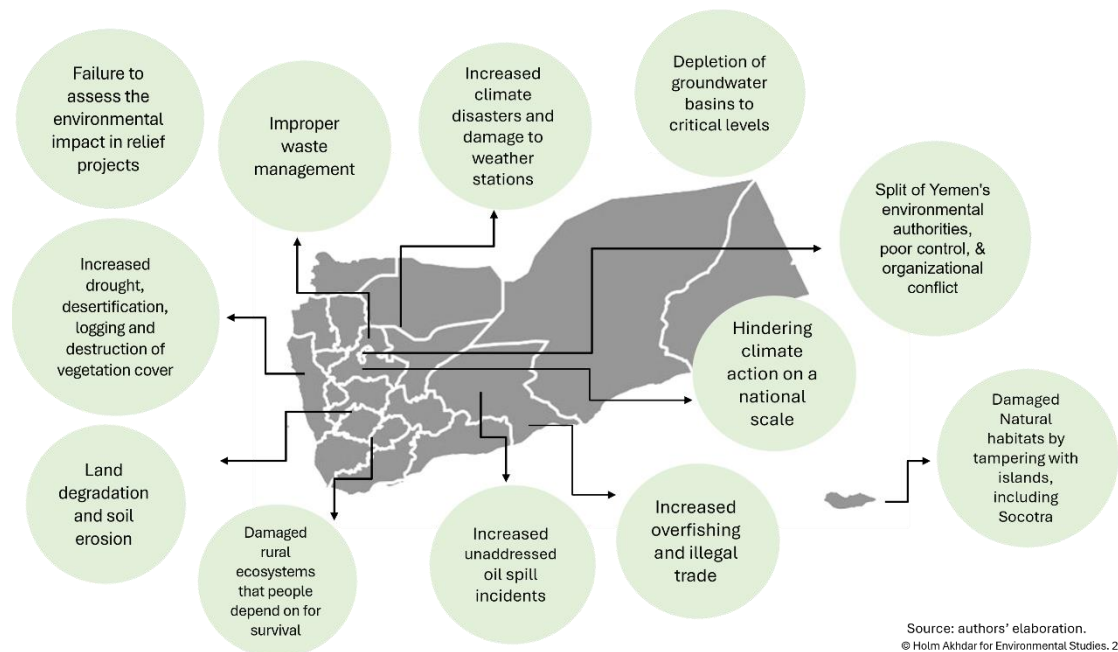 Failure to
assess the
environmental
impact in relief
projects
Improper
waste
management
Increased
climate
disasters and
damage to
weather
stations
Depletion of
groundwater
basins to
critical levels
Split of Yemen's
environmental
authorities,
poor control, &
organizational
conflict
Increased
drought,
desertification,
logging and
destruction of
vegetation cover
Hindering
climate
action on a
national
scale
Damaged
Natural
habitats by
tampering with
islands,
including
Socotra
Land
degradation
and soil
erosion
Damaged
rural
ecosystems
that people
depend on for
survival
Increased
unaddressed
oil spill
incidents
Increased
overfishing
and illegal
trade
Source: authors' elaboration.
© Holm Akhdar for Environmental Studies, 2